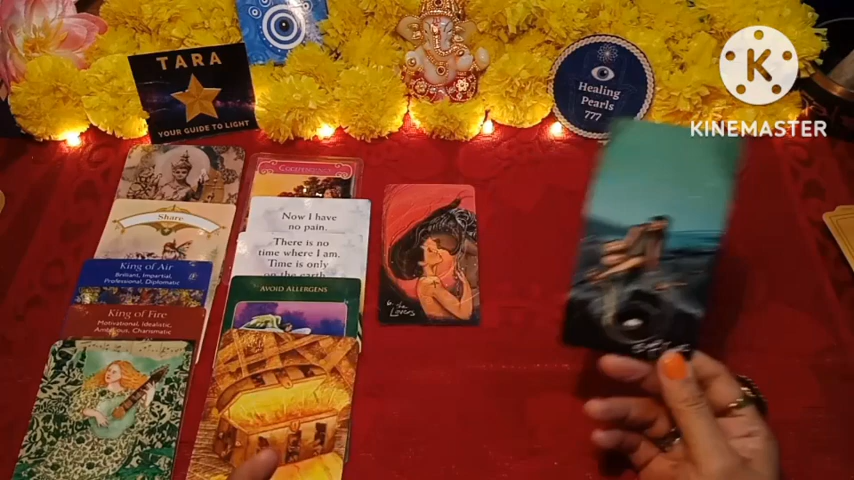 TARA
YOUR GUIDE TO LIGHT
Healing
Pearls
777
KINEMASTER
Share
King of Air
Brilliant, Impartial,
Professional, Diplomatic
King of Fire
Motivational, Idealistic,
Ambitious, Charismatic
Now I have
no pain.
There is no
time where I am.
Time is only
on the earth
AVOID ALLERGENS
the
Lovers